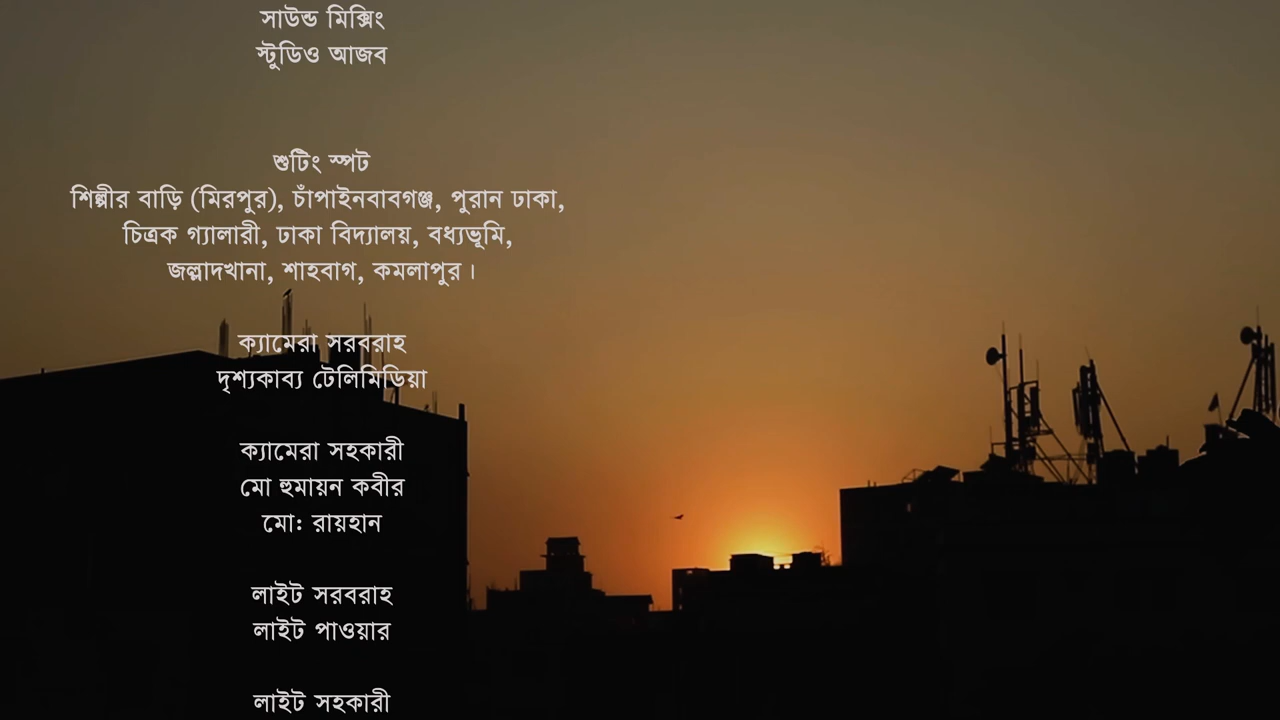 সাউন্ড মিক্সিং
স্টুডিও আজব
শুটিং স্পট
শিল্পীর বাড়ি (মিরপুর), চাঁপাইনবাবগঞ্জ, পুরান ঢাকা,
চিত্রক গ্যালারী, ঢাকা বিদ্যালয়, বধ্যভূমি,
জল্লাদখানা, শাহবাগ, কমলাপুর।
ক্যামেরা সরবরাহ
দৃশ্যকাব্য টেলিমিডিয়া
ক্যামেরা সহকারী
মো হুমায়ন কবীর
মো: রায়হান
লাইট সরবরাহ
লাইট পাওয়ার
লাইট সহকারী